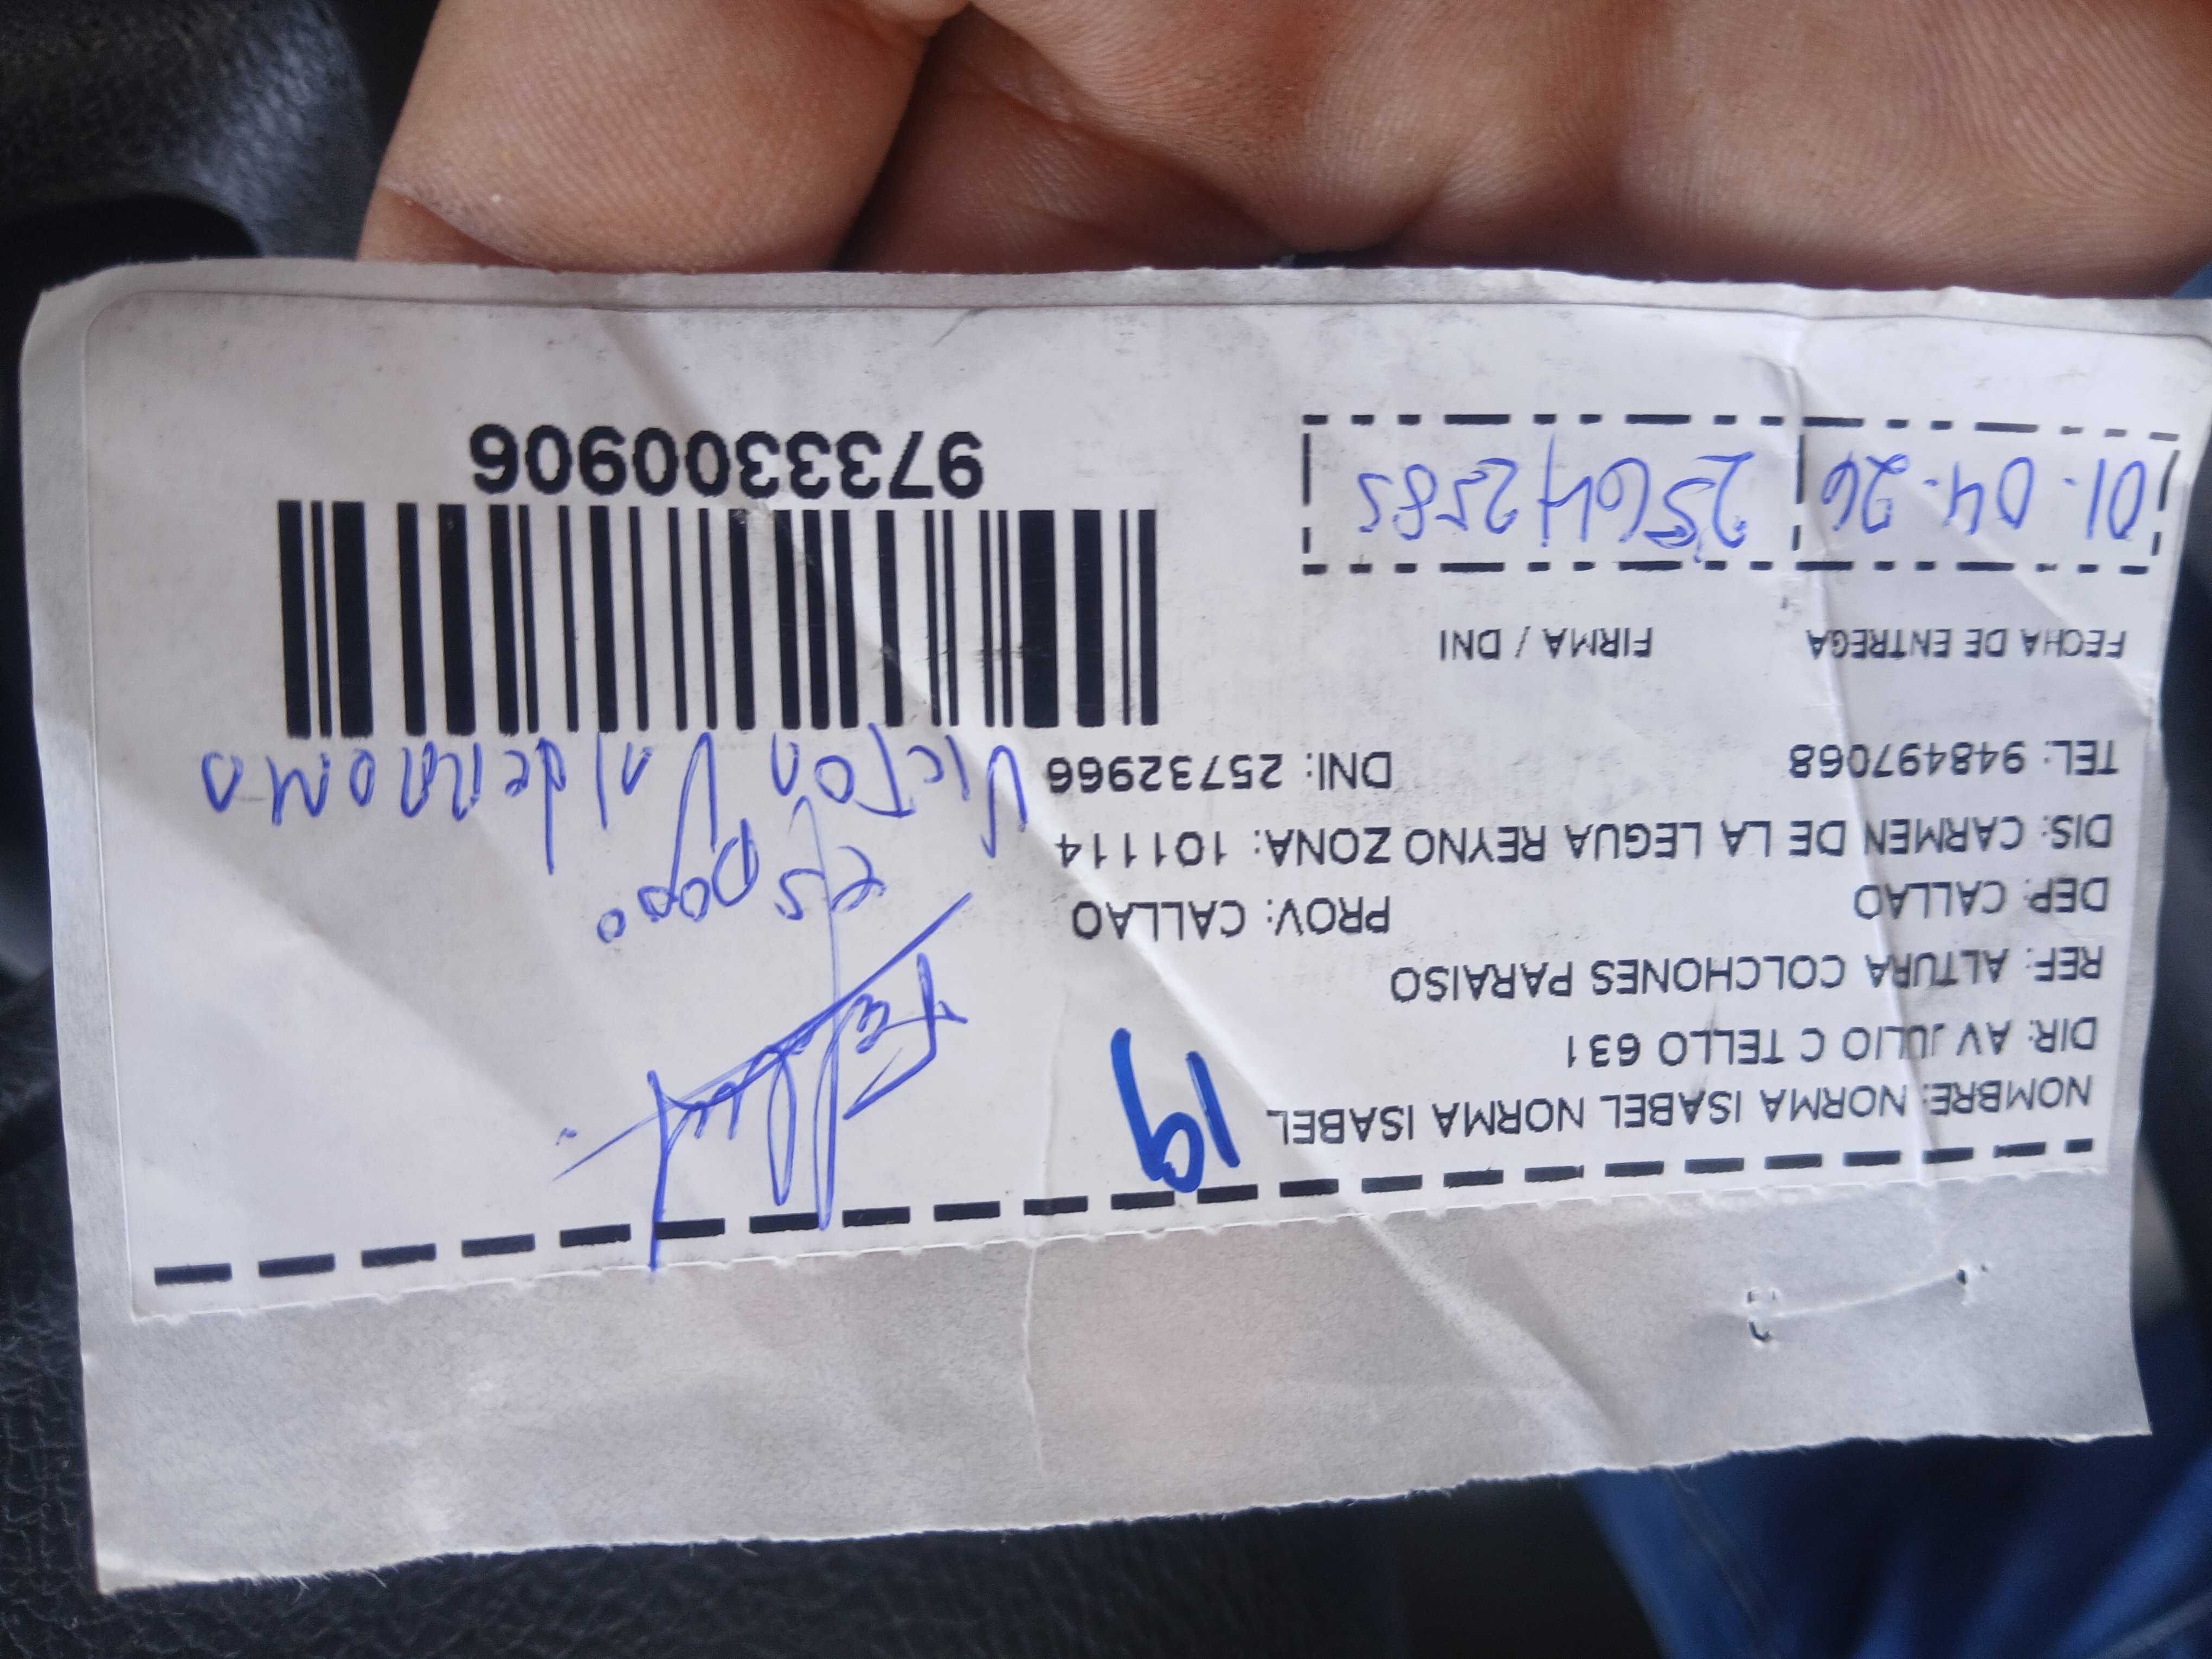 NOMBRE: NORMA ISABEL NORMA ISABEL
19
DIR: AV JULIO C TELLO 631
REF: ALTURA COLCHONES PARAISO
DEP: CALLAO PROV: CALLAO
esposo
DIS: CARMEN DE LA LEGUA REYNO ZONA: 101114
TEL: 948497068 DNI: 25732966
Victor Valderrama
FECHA DE ENTREGA FIRMA / DNI
01-04-26 25642585
9733300906